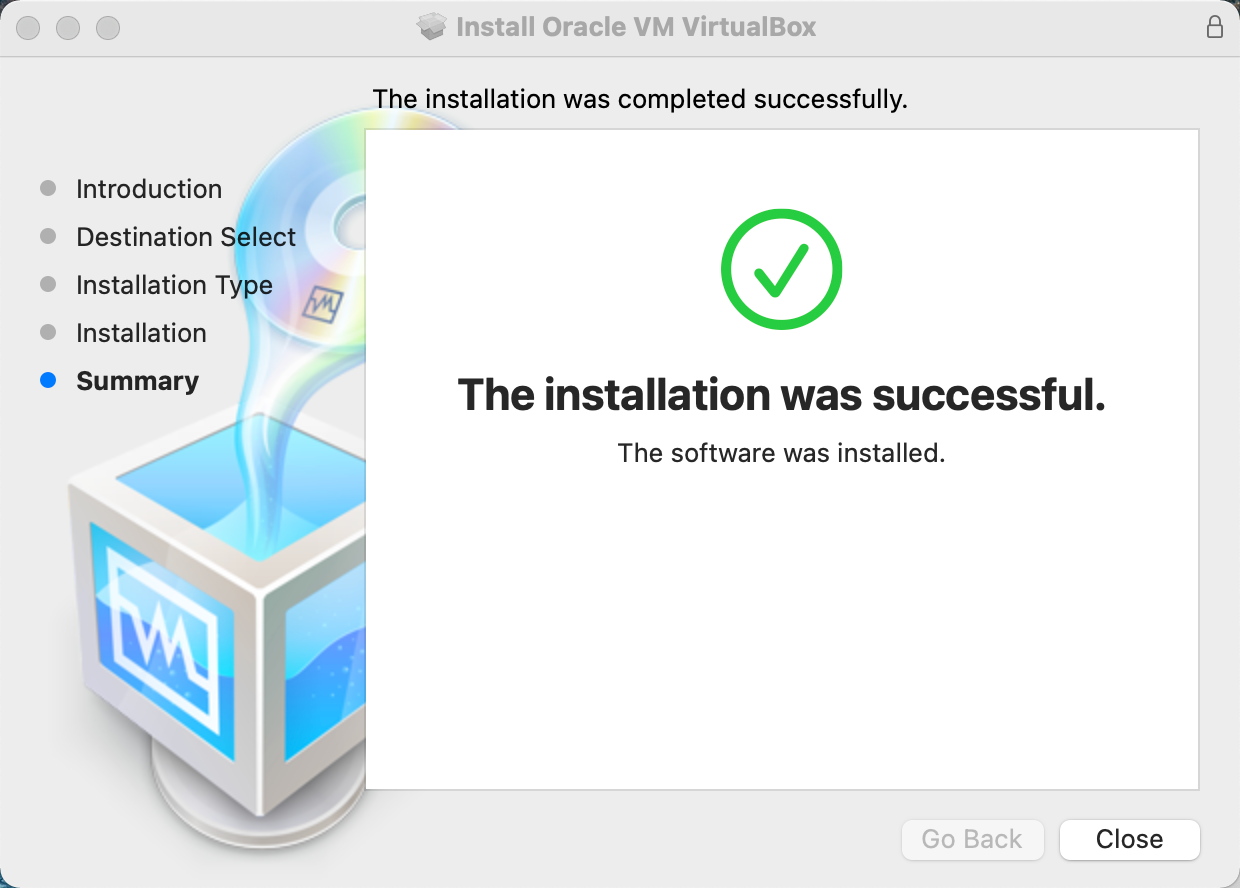 Install Oracle VM VirtualBox
The installation was completed successfully.
Introduction
Destination Select
Installation Type
Installation
Summary
The installation was successful.
The software was installed.
Go Back
Close